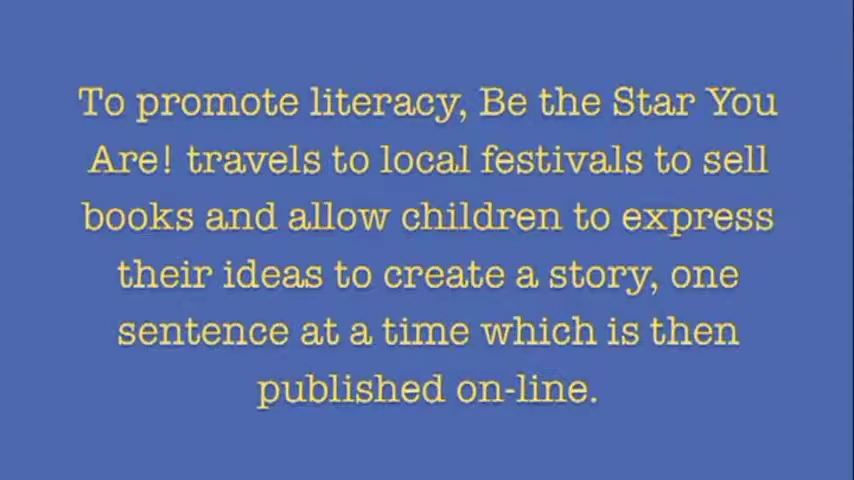 To promote literacy, Be the Star You
Are! travels to local festivals to sell
books and allow children to express
their ideas to create a story, one
sentence at a time which is then
published on-line.